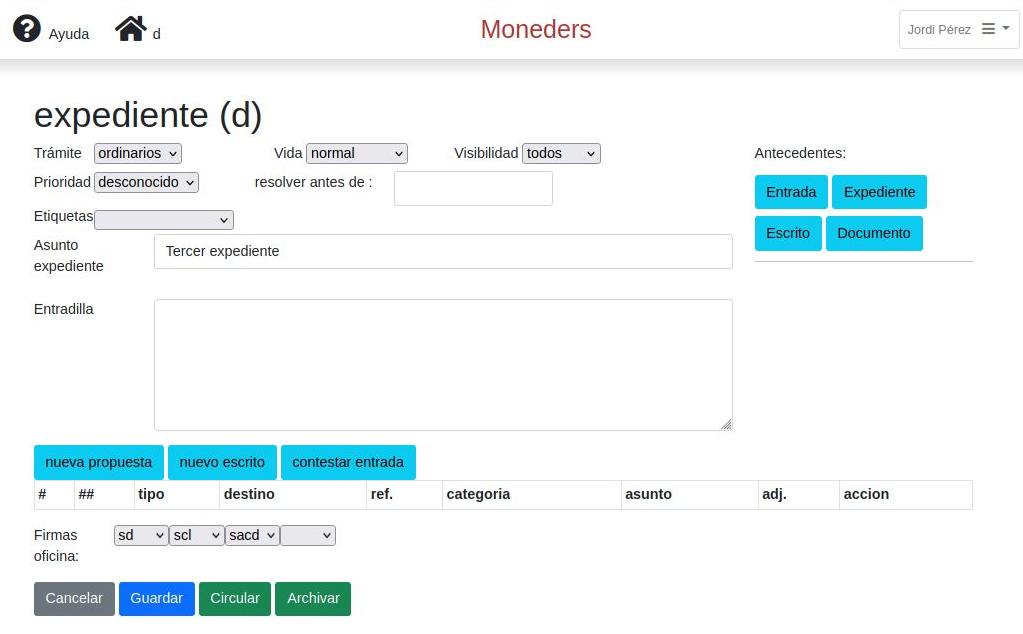 Ayuda d Moneders Jordi Pérez
expediente (d)
Trámite ordinarios Vida normal Visibilidad todos Antecedentes:
Prioridad desconocido resolver antes de : Entrada Expediente
Etiquetas Escrito Documento
Asunto
expediente
Tercer expediente
Entradilla
nueva propuesta nuevo escrito contestar entrada
# ## tipo destino ref. categoria asunto adj. accion
Firmas
oficina:
sd scl sacd
Cancelar Guardar Circular Archivar